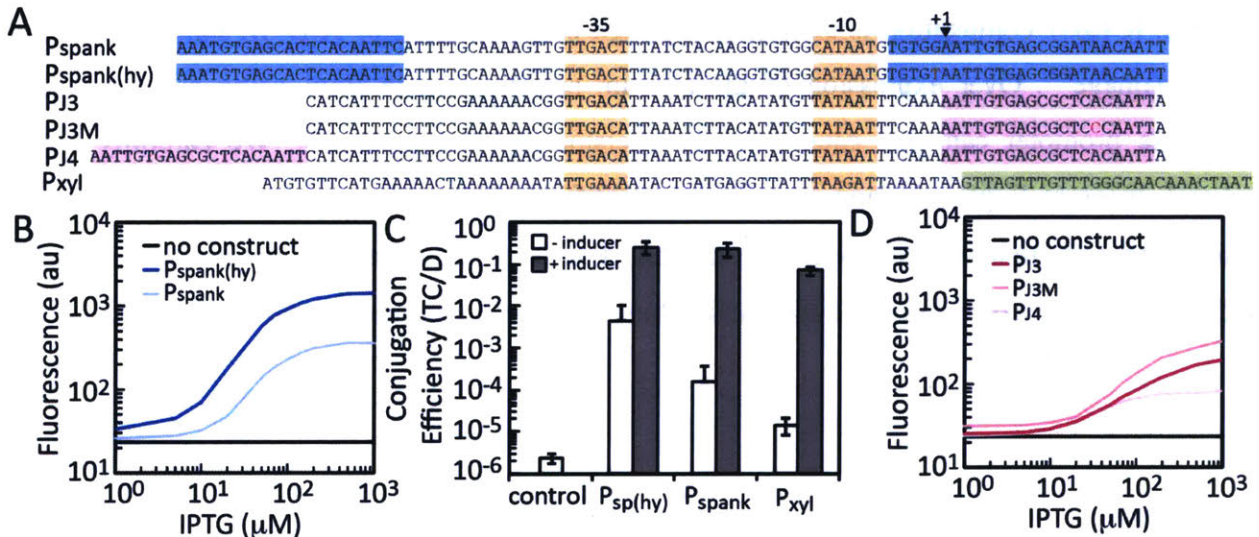 A
-35 -10 +1
Pspank AAATGTGAGCACTCACAATTCATTTTGCAAAAGTTGTTGACTTTATCTACAAGGTGTGGCATAATGTGTGGAATTGTGAGCGGATAACAATT
Pspank(hy) AAATGTGAGCACTCACAATTCATTTTGCAAAAGTTGTTGACTTTATCTACAAGGTGTGGCATAATGTGTGTAATTGTGAGCGGATAACAATT
PJ3 CATCATTTCCTTCCGAAAAAACGGTTGACATTAAATCTTACATATGTTATAATTTCAAAAATTGTGAGCGCTCACAATTA
PJ3M CATCATTTCCTTCCGAAAAAACGGTTGACATTAAATCTTACATATGTTATAATTTCAAAAATTGTGAGCGCTCCCAATTA
PJ4 AATTGTGAGCGCTCACAATTCATCATTTCCTTCCGAAAAAACGGTTGACATTAAATCTTACATATGTTATAATTTCAAAAATTGTGAGCGCTCACAATTA
Pxyl ATGTGTTCATGAAAAACTAAAAAAAATATTGAAAATACTGATGAGGTTATTTAAGATTAAAATAAGTTAGTTTGTTTGGGCAACAAACTAAT
B
Fluorescence (au)
10^4
10^3
10^2
10^1
no construct
Pspank(hy)
Pspank
10^0 10^1 10^2 10^3
IPTG (μM)
C
Conjugation
Efficiency (TC/D)
10^0
10^-1
10^-2
10^-3
10^-4
10^-5
10^-6
- inducer
+ inducer
control Psp(hy) Pspank Pxyl
D
Fluorescence (au)
10^4
10^3
10^2
10^1
no construct
PJ3
PJ3M
PJ4
10^0 10^1 10^2 10^3
IPTG (μM)